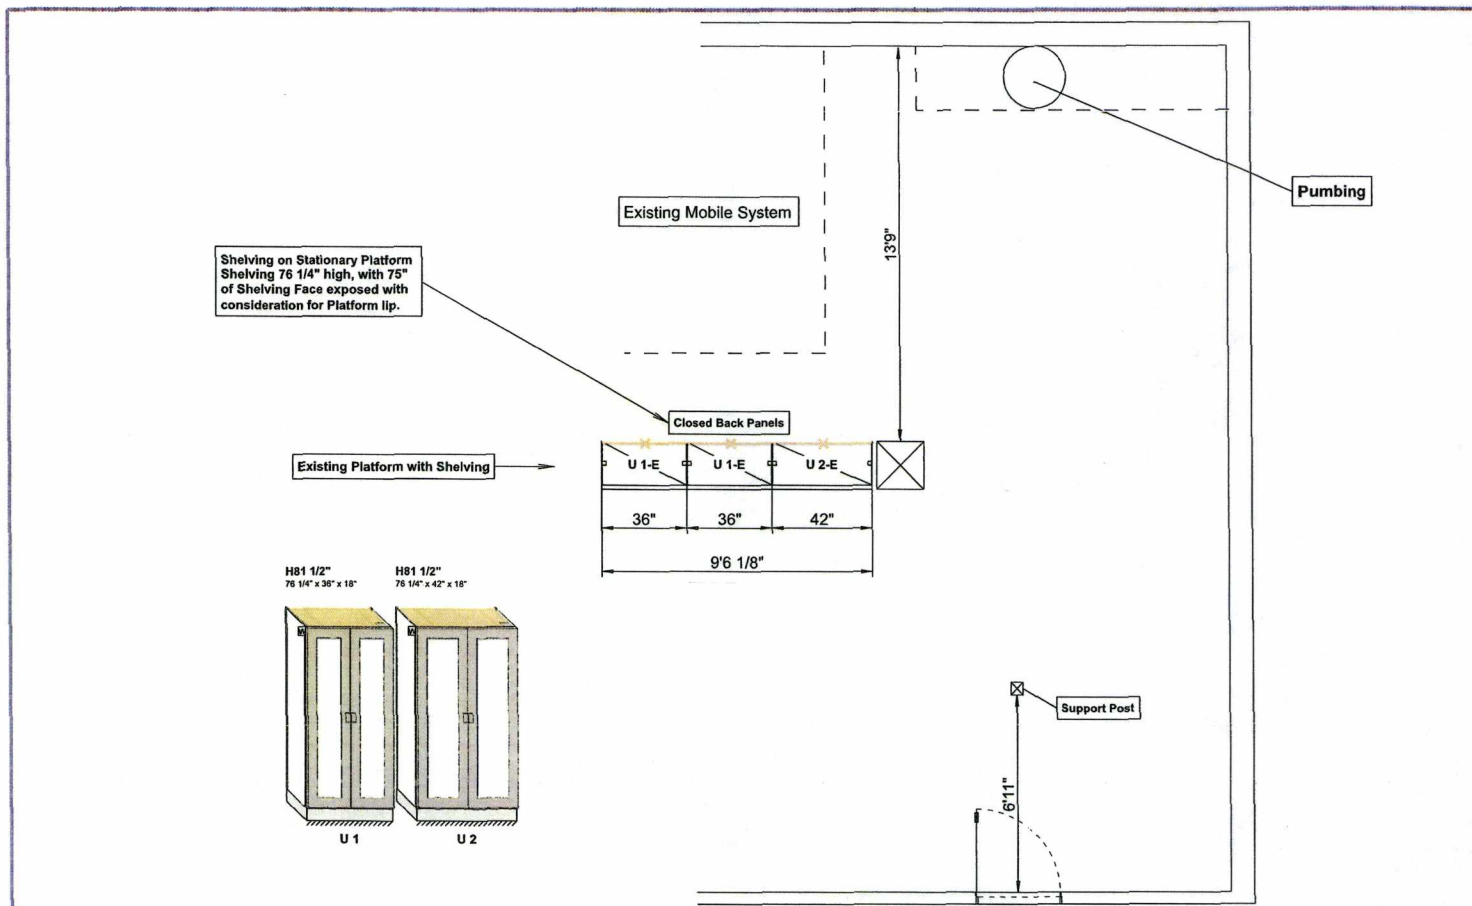 Pumbing
Existing Mobile System
13'9"
Shelving on Stationary Platform
Shelving 76 1/4" high, with 75"
of Shelving Face exposed with
consideration for Platform lip.
Closed Back Panels
Existing Platform with Shelving
U 1-E
U 1-E
U 2-E
36"
36"
42"
9'6 1/8"
H81 1/2"
76 1/4" x 36" x 18"
H81 1/2"
76 1/4" x 42" x 18"
U 1
U 2
Support Post
6'11"